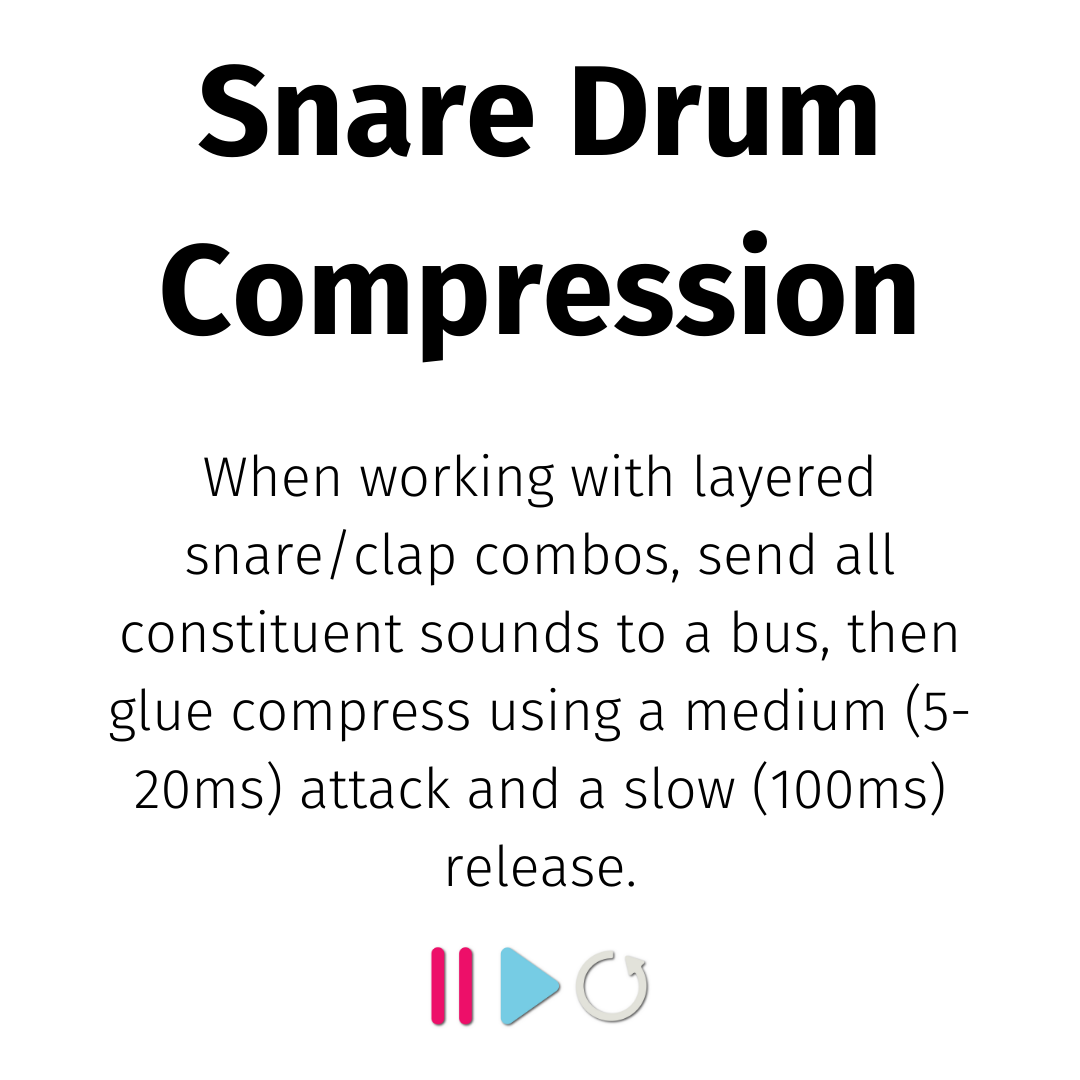 Snare Drum
Compression
When working with layered
snare/clap combos, send all
constituent sounds to a bus, then
glue compress using a medium (5-
20ms) attack and a slow (100ms)
release.